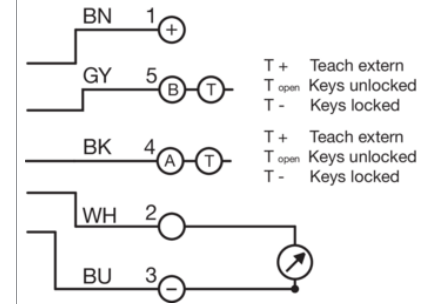 BN 1 +
GY 5 B T
T + Teach extern
T open Keys unlocked
T - Keys locked
BK 4 A T
T + Teach extern
T open Keys unlocked
T - Keys locked
WH 2
BU 3 −